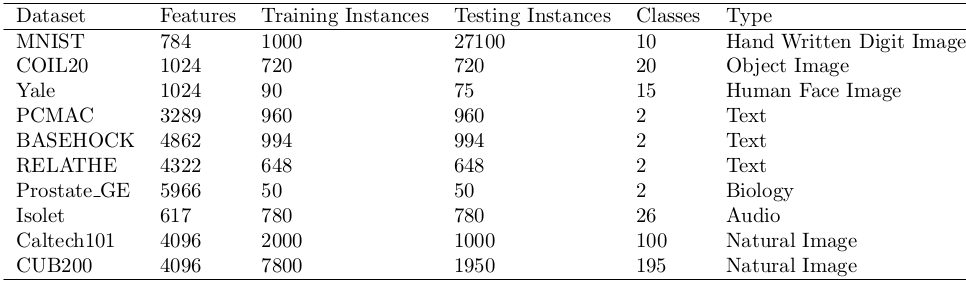 Dataset Features Training Instances Testing Instances Classes Type
MNIST 784 1000 27100 10 Hand Written Digit Image
COIL20 1024 720 720 20 Object Image
Yale 1024 90 75 15 Human Face Image
PCMAC 3289 960 960 2 Text
BASEHOCK 4862 994 994 2 Text
RELATHE 4322 648 648 2 Text
Prostate_GE 5966 50 50 2 Biology
Isolet 617 780 780 26 Audio
Caltech101 4096 2000 1000 100 Natural Image
CUB200 4096 7800 1950 195 Natural Image